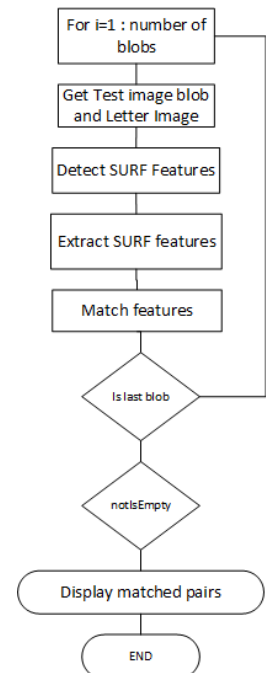 For i=1 : number of
blobs
Get Test image blob
and Letter Image
Detect SURF Features
Extract SURF features
Match features
Is last blob
notIsEmpty
Display matched pairs
END